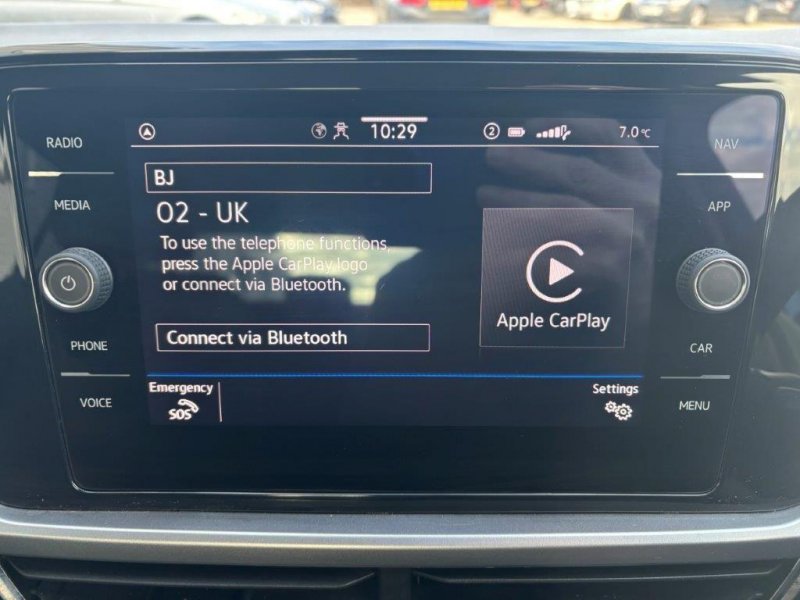 RADIO
MEDIA
PHONE
VOICE
10:29
2
7.0°C
BJ
O2 - UK
To use the telephone functions,
press the Apple CarPlay logo
or connect via Bluetooth.
Connect via Bluetooth
Apple CarPlay
Emergency
SOS
Settings
NAV
APP
CAR
MENU